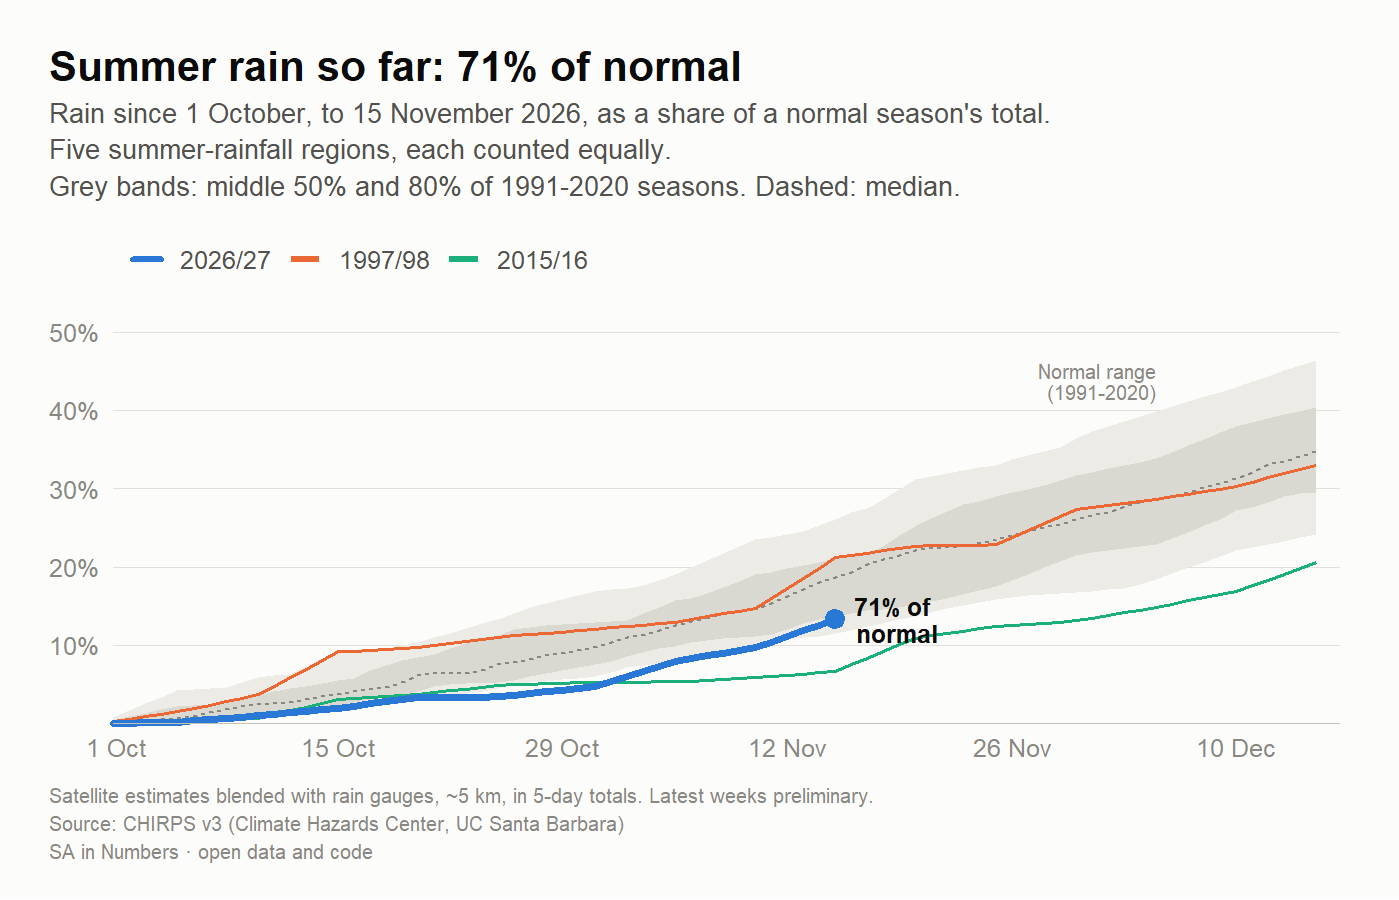 Summer rain so far: 71% of normal
Rain since 1 October, to 15 November 2026, as a share of a normal season's total.
Five summer-rainfall regions, each counted equally.
Grey bands: middle 50% and 80% of 1991-2020 seasons. Dashed: median.
2026/27 1997/98 2015/16
50%
Normal range
(1991-2020)
40%
30%
20%
71% of
normal
10%
1 Oct 15 Oct 29 Oct 12 Nov 26 Nov 10 Dec
Satellite estimates blended with rain gauges, ~5 km, in 5-day totals. Latest weeks preliminary.
Source: CHIRPS v3 (Climate Hazards Center, UC Santa Barbara)
SA in Numbers · open data and code